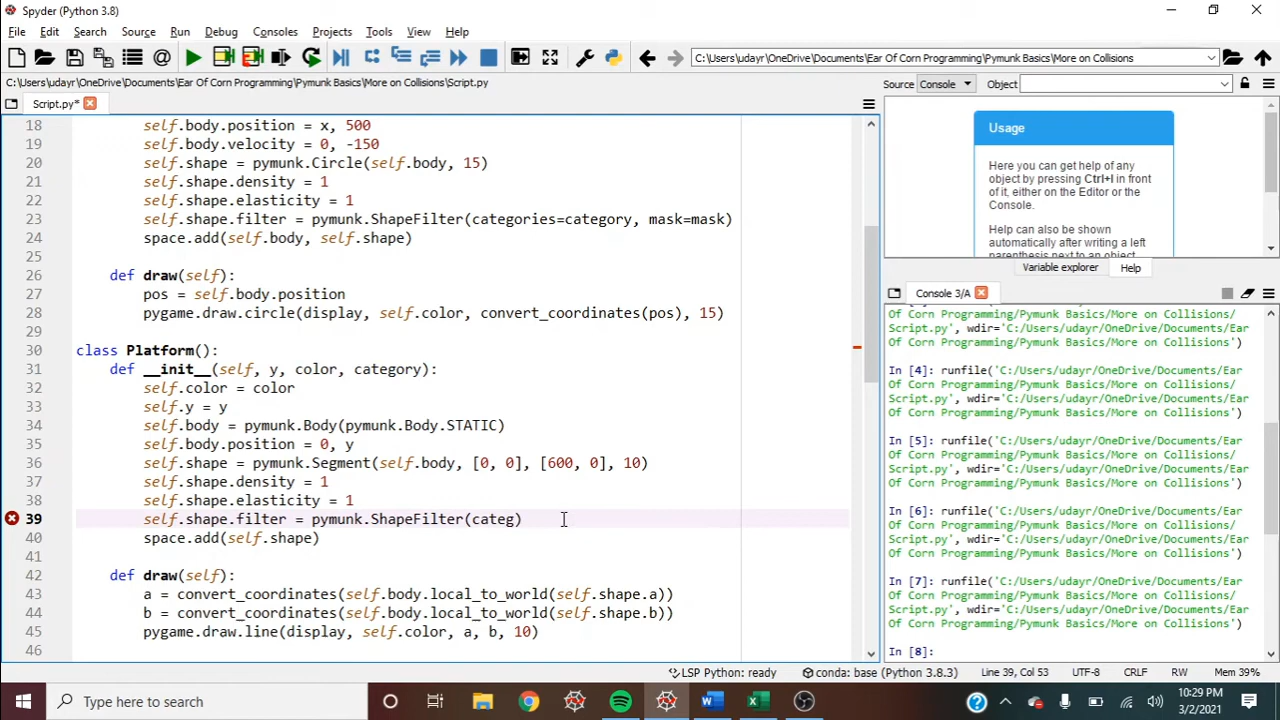 Spyder (Python 3.8)
File Edit Search Source Run Debug Consoles Projects Tools View Help
C:\Users\udayr\OneDrive\Documents\Ear Of Corn Programming\Pymunk Basics\More on Collisions
C:\Users\udayr\OneDrive\Documents\Ear Of Corn Programming\Pymunk Basics\More on Collisions\Script.py
Source Console Object
Script.py*
18 self.body.position = x, 500
19 self.body.velocity = 0, -150
20 self.shape = pymunk.Circle(self.body, 15)
21 self.shape.density = 1
22 self.shape.elasticity = 1
23 self.shape.filter = pymunk.ShapeFilter(categories=category, mask=mask)
24 space.add(self.body, self.shape)
25
26 def draw(self):
27 pos = self.body.position
28 pygame.draw.circle(display, self.color, convert_coordinates(pos), 15)
29
30 class Platform():
31 def __init__(self, y, color, category):
32 self.color = color
33 self.y = y
34 self.body = pymunk.Body(pymunk.Body.STATIC)
35 self.body.position = 0, y
36 self.shape = pymunk.Segment(self.body, [0, 0], [600, 0], 10)
37 self.shape.density = 1
38 self.shape.elasticity = 1
39 self.shape.filter = pymunk.ShapeFilter(categ)
40 space.add(self.shape)
41
42 def draw(self):
43 a = convert_coordinates(self.body.local_to_world(self.shape.a))
44 b = convert_coordinates(self.body.local_to_world(self.shape.b))
45 pygame.draw.line(display, self.color, a, b, 10)
46
Usage
Here you can get help of any
object by pressing Ctrl+I in front
of it, either on the Editor or the
Console.
Help can also be shown
automatically after writing a left
parenthesis next to an object
Variable explorer Help
Console 3/A
Of Corn Programming/Pymunk Basics/More on Collisions/
Script.py', wdir='C:/Users/udayr/OneDrive/Documents/Ear
Of Corn Programming/Pymunk Basics/More on Collisions')
In [4]: runfile('C:/Users/udayr/OneDrive/Documents/Ear
Of Corn Programming/Pymunk Basics/More on Collisions/
Script.py', wdir='C:/Users/udayr/OneDrive/Documents/Ear
Of Corn Programming/Pymunk Basics/More on Collisions')
In [5]: runfile('C:/Users/udayr/OneDrive/Documents/Ear
Of Corn Programming/Pymunk Basics/More on Collisions/
Script.py', wdir='C:/Users/udayr/OneDrive/Documents/Ear
Of Corn Programming/Pymunk Basics/More on Collisions')
In [6]: runfile('C:/Users/udayr/OneDrive/Documents/Ear
Of Corn Programming/Pymunk Basics/More on Collisions/
Script.py', wdir='C:/Users/udayr/OneDrive/Documents/Ear
Of Corn Programming/Pymunk Basics/More on Collisions')
In [7]: runfile('C:/Users/udayr/OneDrive/Documents/Ear
Of Corn Programming/Pymunk Basics/More on Collisions/
Script.py', wdir='C:/Users/udayr/OneDrive/Documents/Ear
Of Corn Programming/Pymunk Basics/More on Collisions')
In [8]:
LSP Python: ready conda: base (Python 3.8.3) Line 39, Col 53 UTF-8 CRLF RW Mem 39%
Type here to search
10:29 PM
3/2/2021